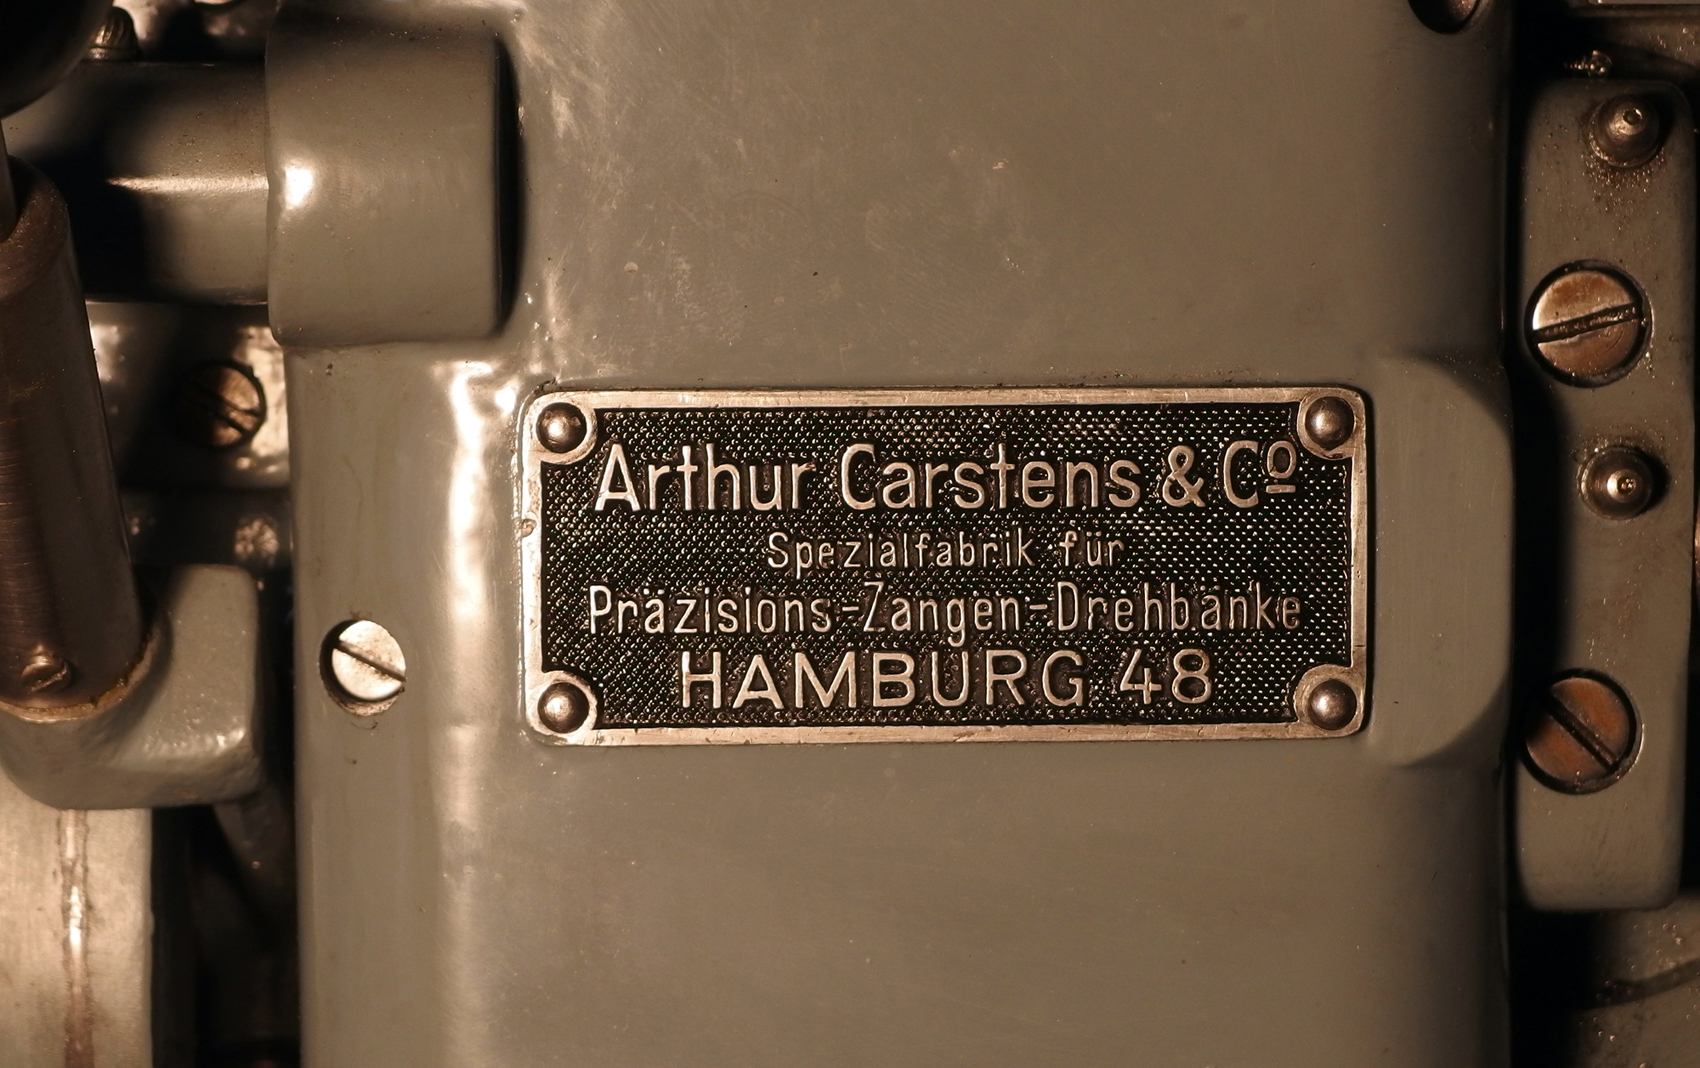 Arthur Carstens & Cº
Spezialfabrik für
Präzisions-Zangen-Drehbänke
HAMBURG 48